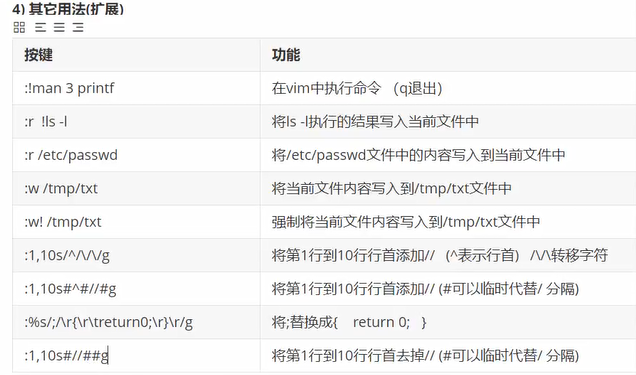 4) 其它用法(扩展)
按键 功能
:!man 3 printf 在vim中执行命令 (q退出)
:r !ls -l 将ls -l执行的结果写入当前文件中
:r /etc/passwd 将/etc/passwd文件中的内容写入到当前文件中
:w /tmp/txt 将当前文件内容写入到/tmp/txt文件中
:w! /tmp/txt 强制将当前文件内容写入到/tmp/txt文件中
:1,10s/^/\/\/g 将第1行到10行行首添加// (^表示行首) /\/\转移字符
:1,10s#^#//#g 将第1行到10行行首添加// (#可以临时代替/ 分隔)
:%s/;/\r{\r\treturn0;\r}\r/g 将;替换成{ return 0; }
:1,10s#//##g 将第1行到10行行首去掉// (#可以临时代替/ 分隔)